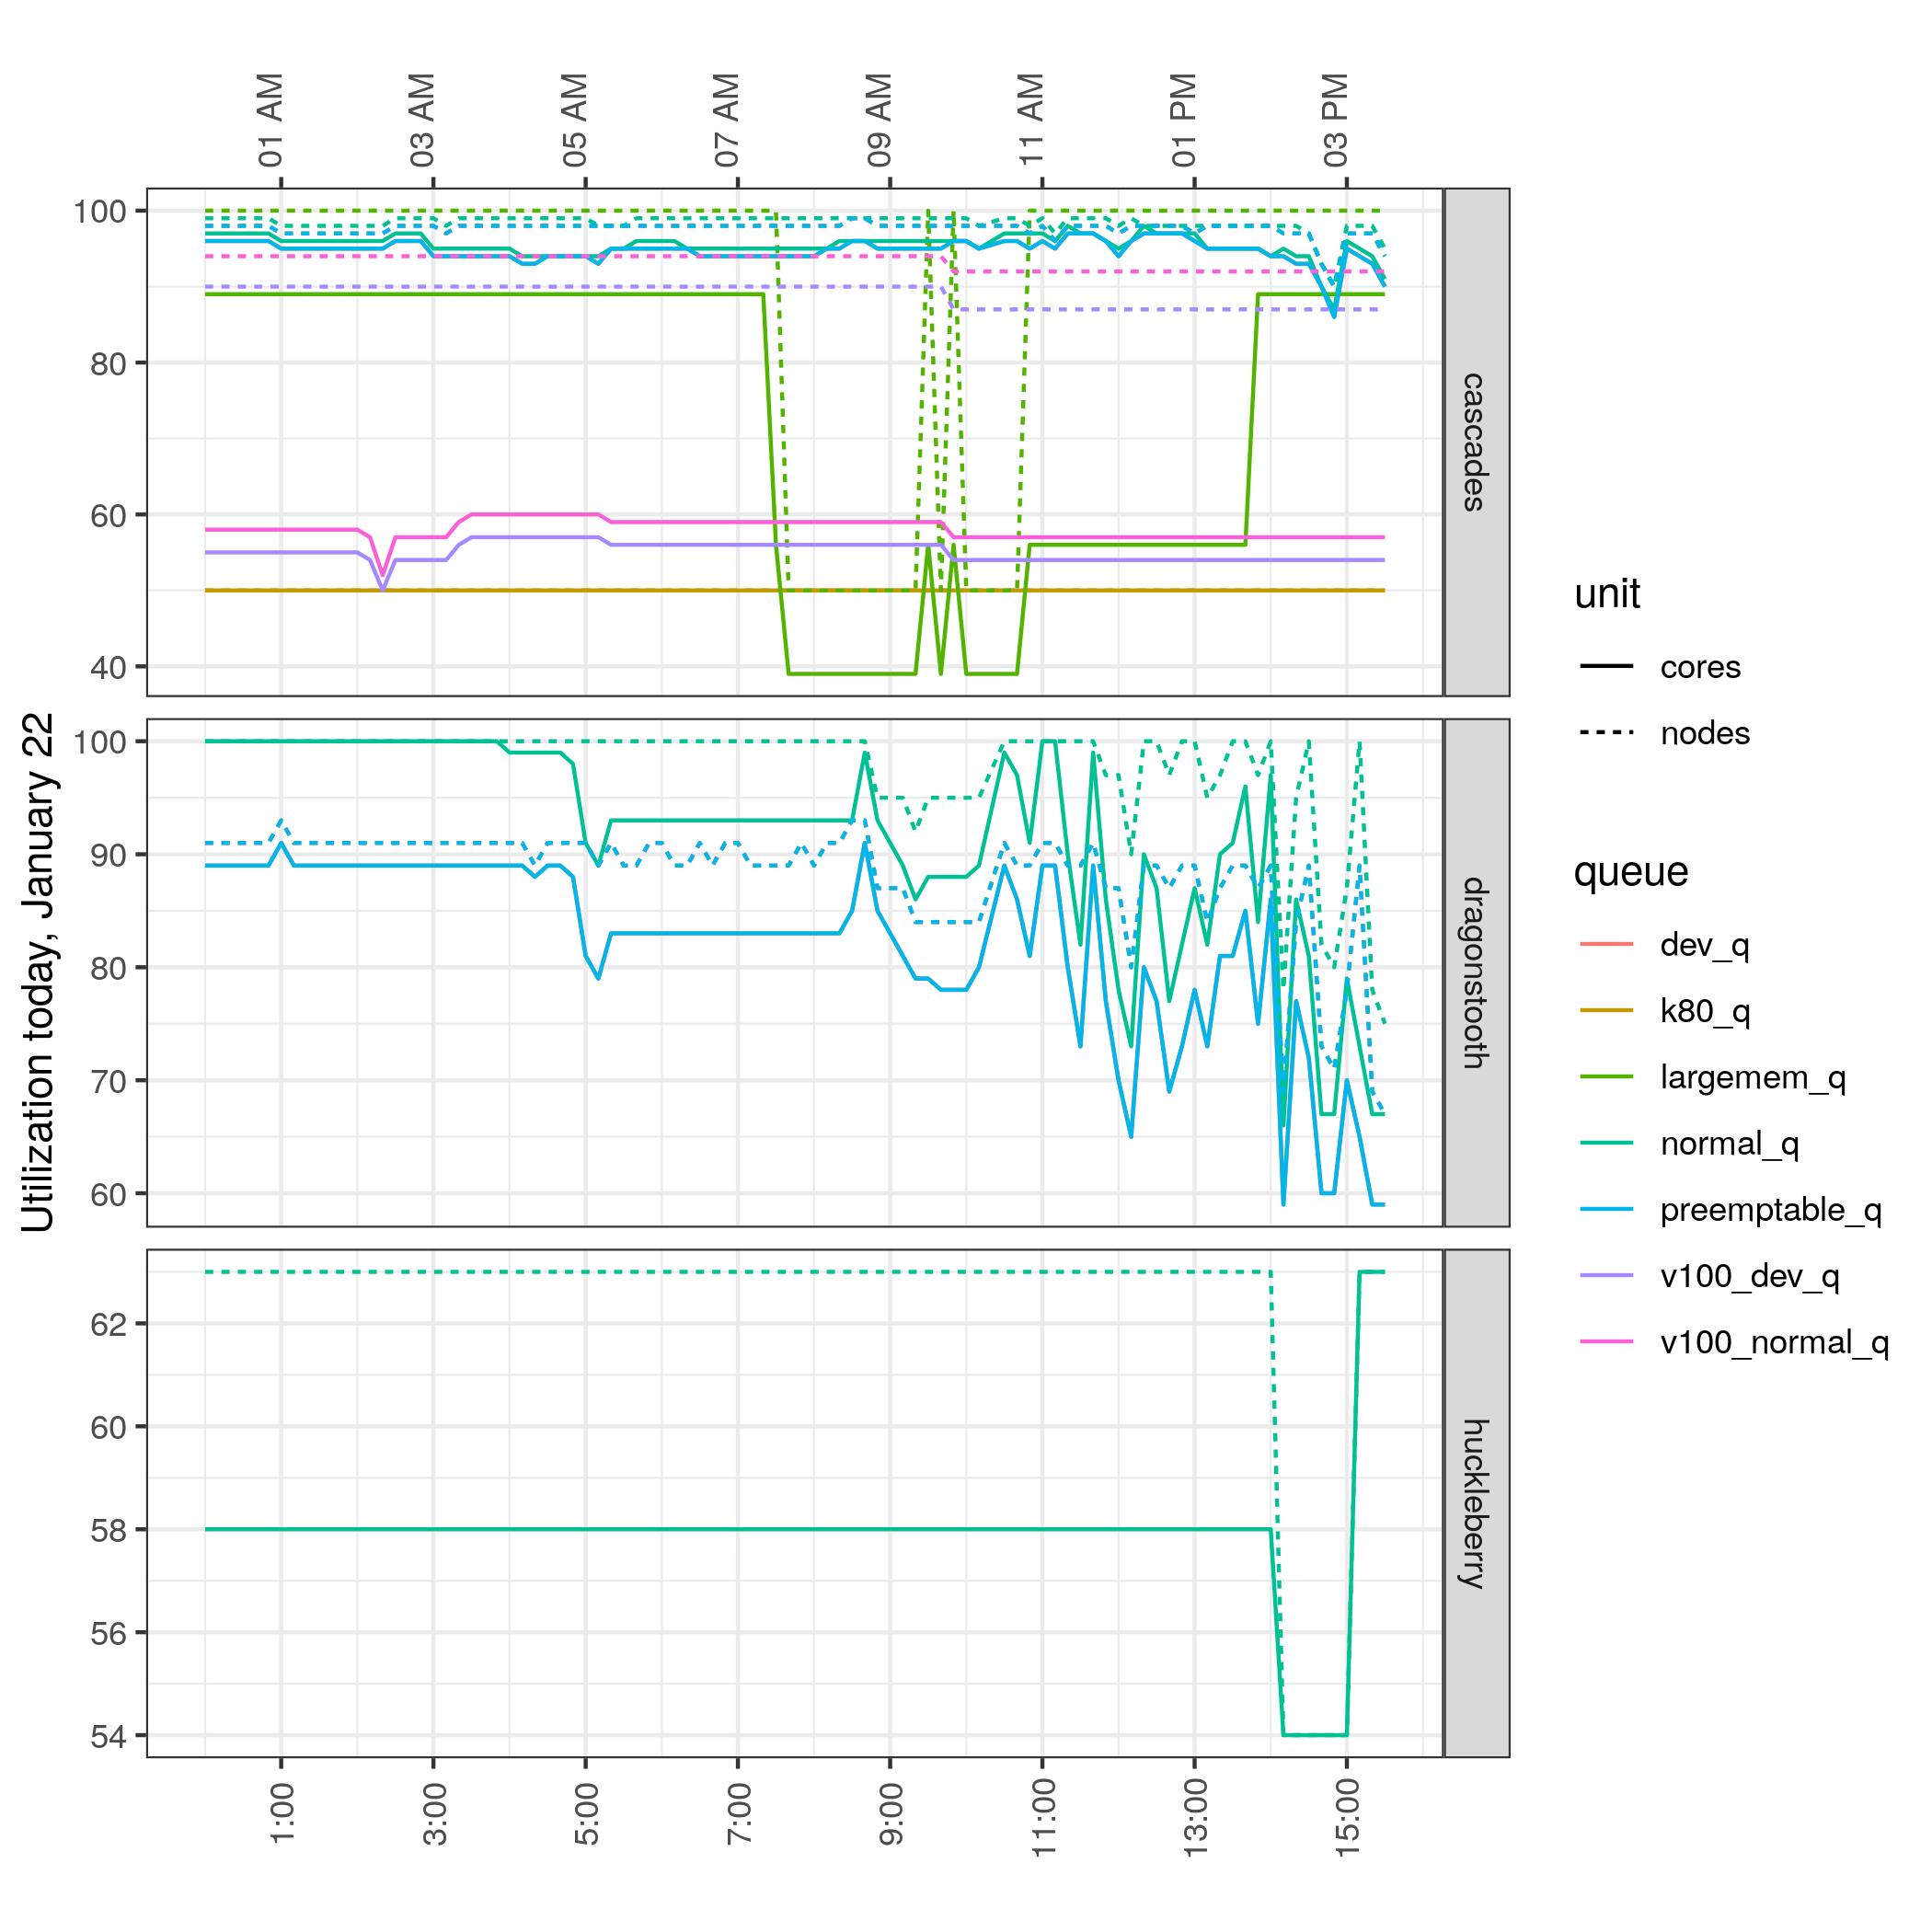 01 AM
03 AM
05 AM
07 AM
09 AM
11 AM
01 PM
03 PM
Utilization today, January 22
100
80
60
40
cascades
100
90
80
70
60
dragonstooth
62
60
58
56
54
huckleberry
1:00
3:00
5:00
7:00
9:00
11:00
13:00
15:00
unit
cores
nodes
queue
dev_q
k80_q
largemem_q
normal_q
preemptable_q
v100_dev_q
v100_normal_q